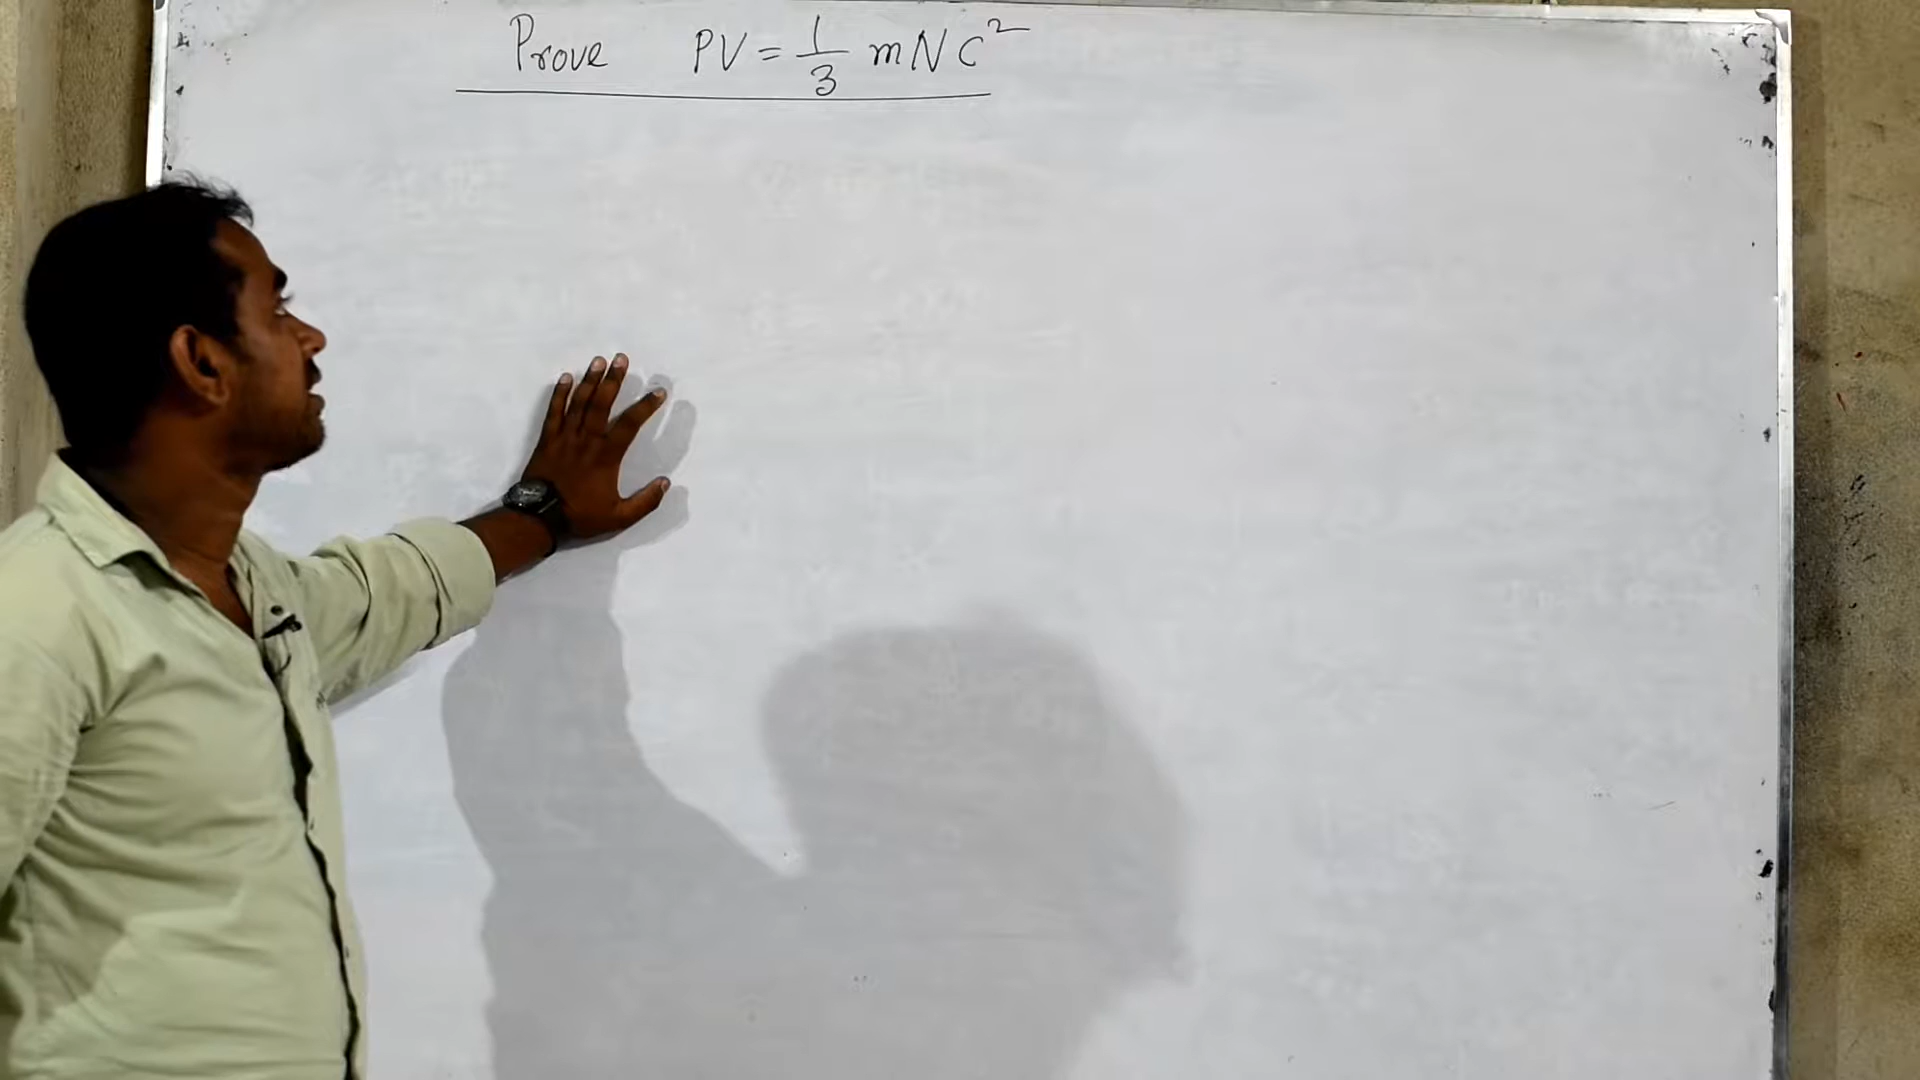 Prove PV = 1/3 mNC²